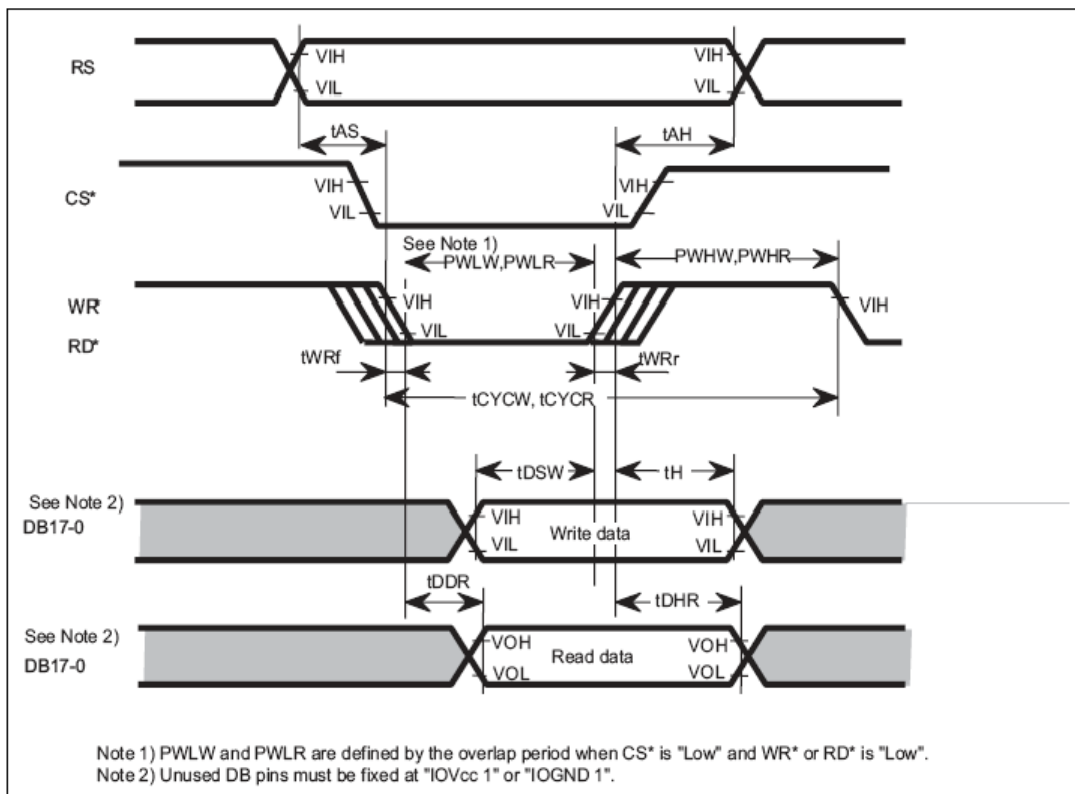 RS
VIH
VIH
VIL
VIL
tAS
tAH
CS*
VIH
VIH
VIL
VIL
See Note 1)
PWLW,PWLR
PWHW,PWHR
WR*
VIH
VIH
VIH
VIL
VIL
RD*
tWRf
tWRr
tCYCW, tCYCR
tDSW
tH
See Note 2)
DB17-0
VIH
VIH
Write data
VIL
VIL
tDDR
tDHR
See Note 2)
DB17-0
VOH
VOH
Read data
VOL
VOL
Note 1) PWLW and PWLR are defined by the overlap period when CS* is "Low" and WR* or RD* is "Low".
Note 2) Unused DB pins must be fixed at "IOVcc 1" or "IOGND 1".